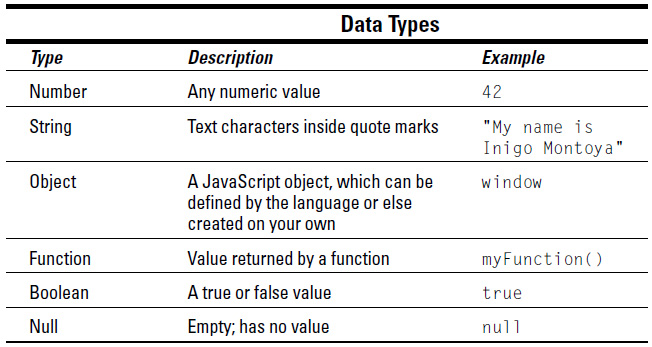 Data Types
Type Description Example
Number Any numeric value 42
String Text characters inside quote marks "My name is
Inigo Montoya"
Object A JavaScript object, which can be window
defined by the language or else
created on your own
Function Value returned by a function myFunction()
Boolean A true or false value true
Null Empty; has no value null